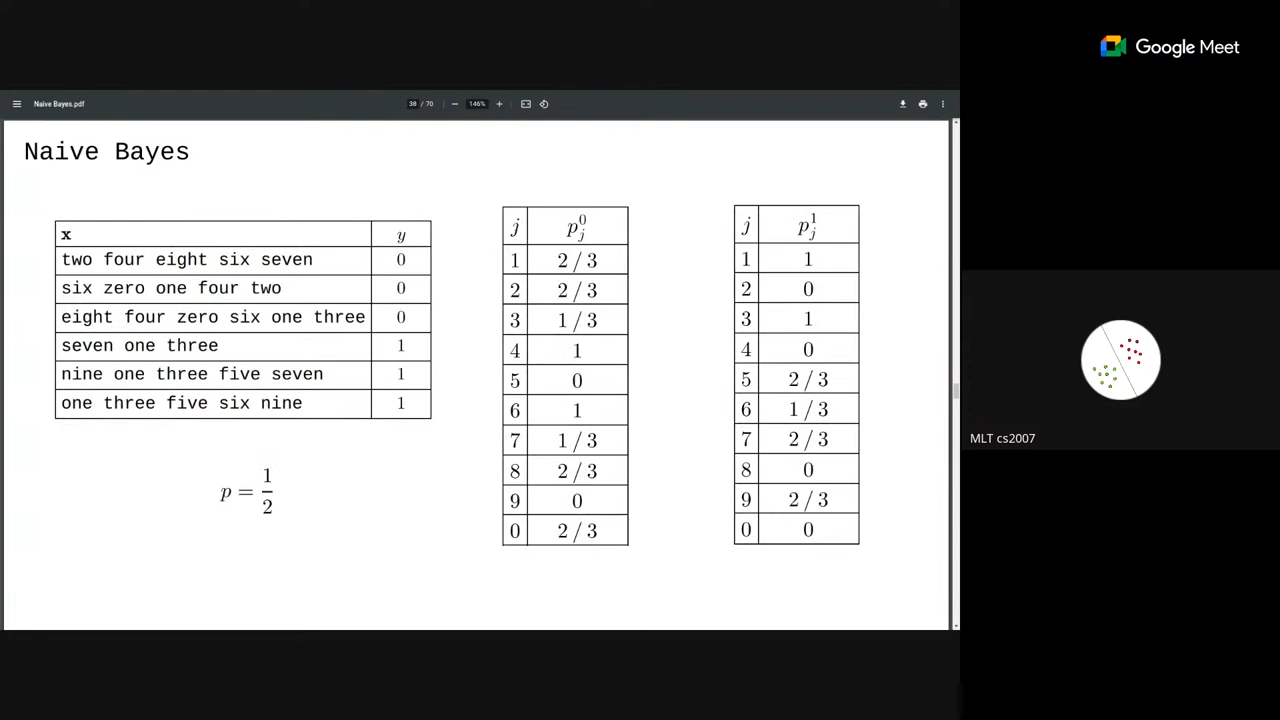 Google Meet
Naive Bayes.pdf
38 / 70
146%
Naive Bayes
x y
two four eight six seven 0
six zero one four two 0
eight four zero six one three 0
seven one three 1
nine one three five seven 1
one three five six nine 1
p = 1/2
j p_j^0
1 2 / 3
2 2 / 3
3 1 / 3
4 1
5 0
6 1
7 1 / 3
8 2 / 3
9 0
0 2 / 3
j p_j^1
1 1
2 0
3 1
4 0
5 2 / 3
6 1 / 3
7 2 / 3
8 0
9 2 / 3
0 0
MLT cs2007